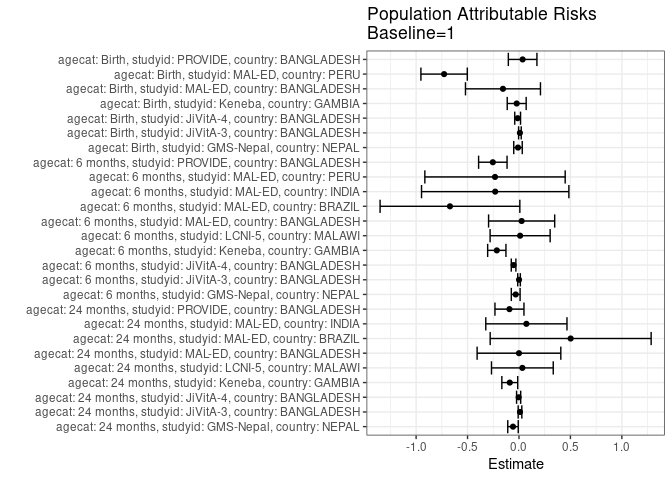 Population Attributable Risks
Baseline=1
agecat: Birth, studyid: PROVIDE, country: BANGLADESH
agecat: Birth, studyid: MAL-ED, country: PERU
agecat: Birth, studyid: MAL-ED, country: BANGLADESH
agecat: Birth, studyid: Keneba, country: GAMBIA
agecat: Birth, studyid: JiVitA-4, country: BANGLADESH
agecat: Birth, studyid: JiVitA-3, country: BANGLADESH
agecat: Birth, studyid: GMS-Nepal, country: NEPAL
agecat: 6 months, studyid: PROVIDE, country: BANGLADESH
agecat: 6 months, studyid: MAL-ED, country: PERU
agecat: 6 months, studyid: MAL-ED, country: INDIA
agecat: 6 months, studyid: MAL-ED, country: BRAZIL
agecat: 6 months, studyid: MAL-ED, country: BANGLADESH
agecat: 6 months, studyid: LCNI-5, country: MALAWI
agecat: 6 months, studyid: Keneba, country: GAMBIA
agecat: 6 months, studyid: JiVitA-4, country: BANGLADESH
agecat: 6 months, studyid: JiVitA-3, country: BANGLADESH
agecat: 6 months, studyid: GMS-Nepal, country: NEPAL
agecat: 24 months, studyid: PROVIDE, country: BANGLADESH
agecat: 24 months, studyid: MAL-ED, country: INDIA
agecat: 24 months, studyid: MAL-ED, country: BRAZIL
agecat: 24 months, studyid: MAL-ED, country: BANGLADESH
agecat: 24 months, studyid: LCNI-5, country: MALAWI
agecat: 24 months, studyid: Keneba, country: GAMBIA
agecat: 24 months, studyid: JiVitA-4, country: BANGLADESH
agecat: 24 months, studyid: JiVitA-3, country: BANGLADESH
agecat: 24 months, studyid: GMS-Nepal, country: NEPAL
-1.0 -0.5 0.0 0.5 1.0
Estimate